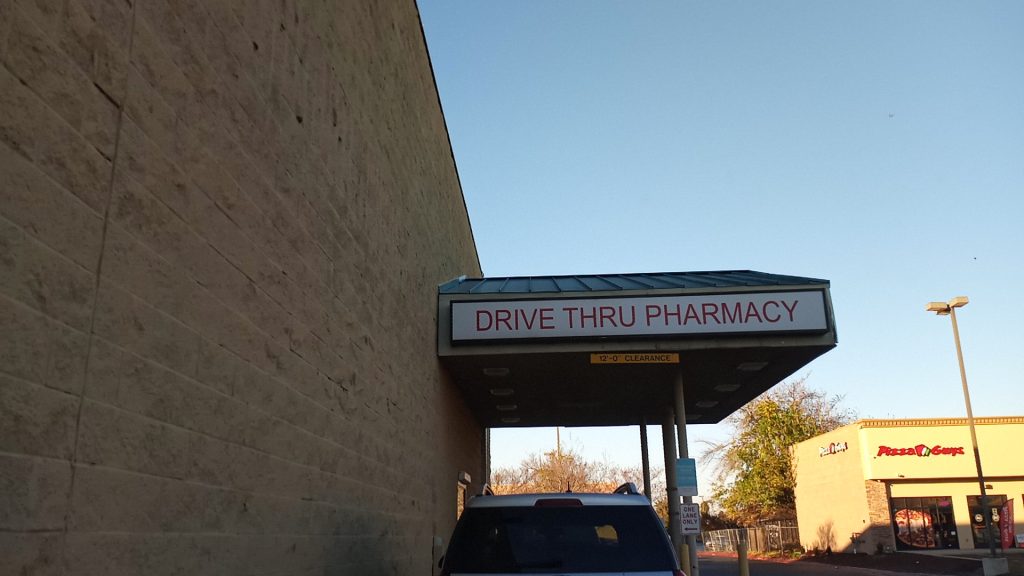 DRIVE THRU PHARMACY
12'-0" CLEARANCE
Pizza Guys
ONE
LANE
ONLY